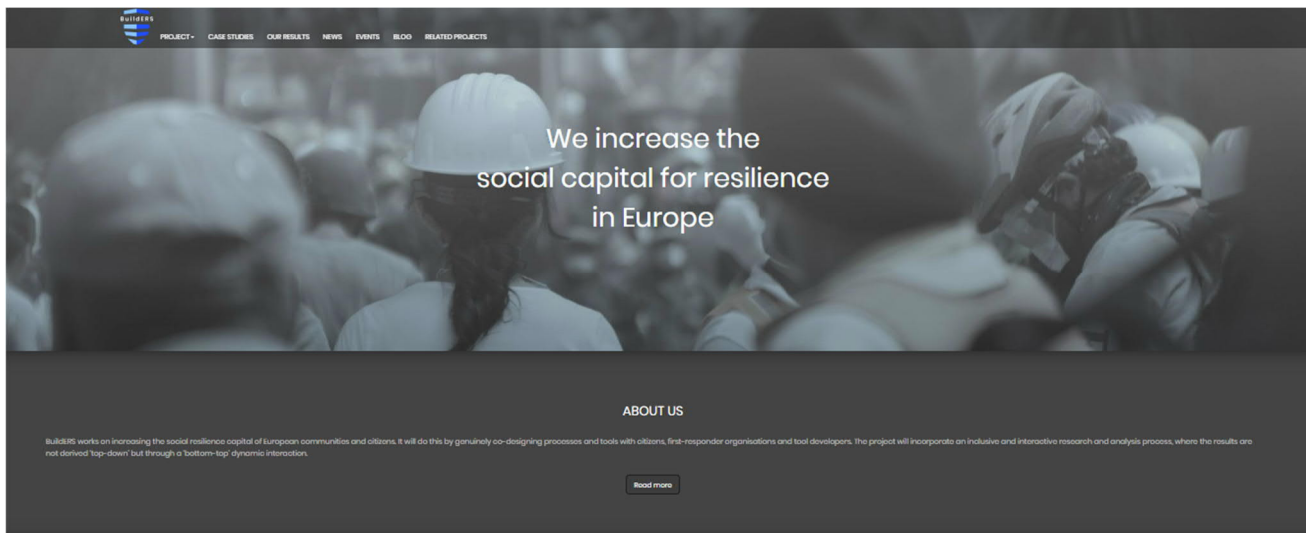 BuildERS
PROJECT
CASE STUDIES
OUR RESULTS
NEWS
EVENTS
BLOG
RELATED PROJECTS
We increase the
social capital for resilience
in Europe
ABOUT US
BuildERS works on increasing the social resilience capital of European communities and citizens. It will do this by genuinely co-designing processes and tools with citizens, first-responder organisations and tool developers. The project will incorporate an inclusive and interactive research and analysis process, where the results are
not derived 'top-down' but through a 'bottom-top' dynamic interaction.
Read more